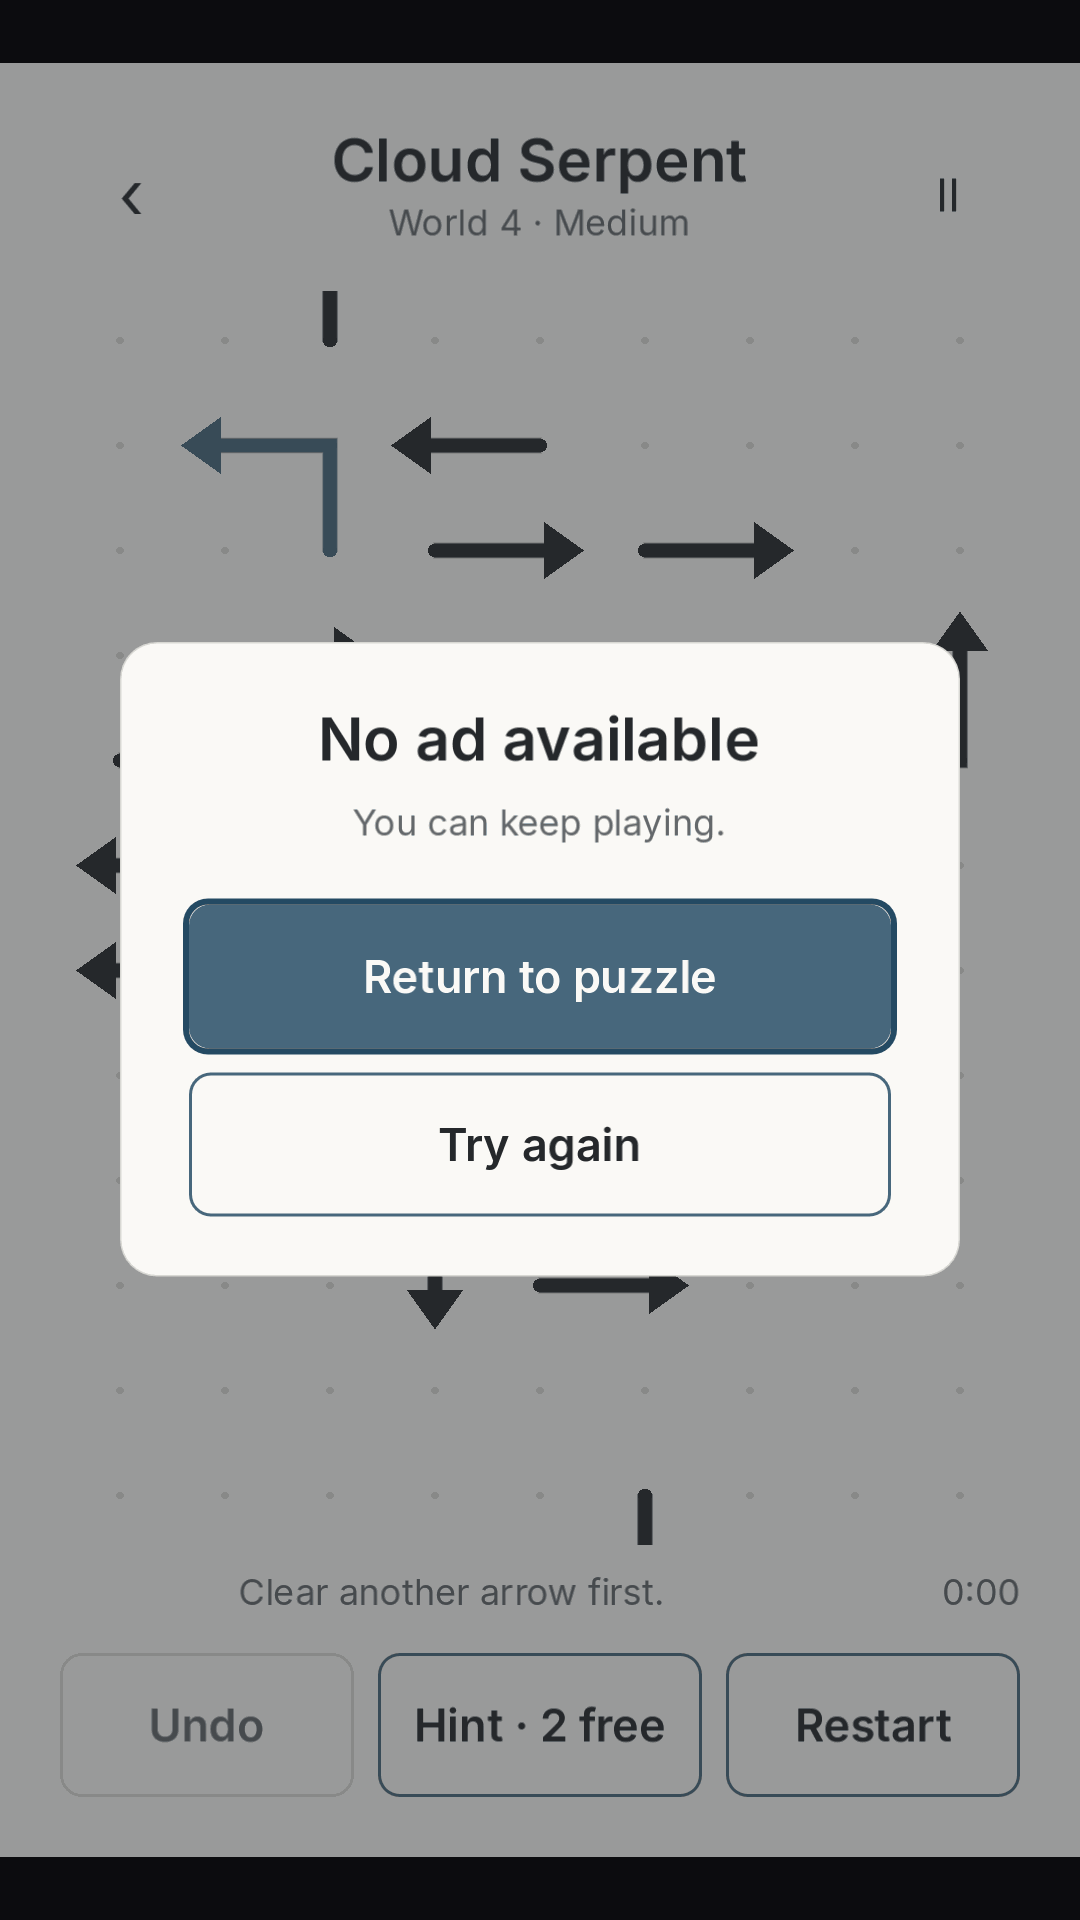 Cloud Serpent
World 4 · Medium
No ad available
You can keep playing.
Return to puzzle
Try again
Clear another arrow first.
0:00
Undo
Hint · 2 free
Restart